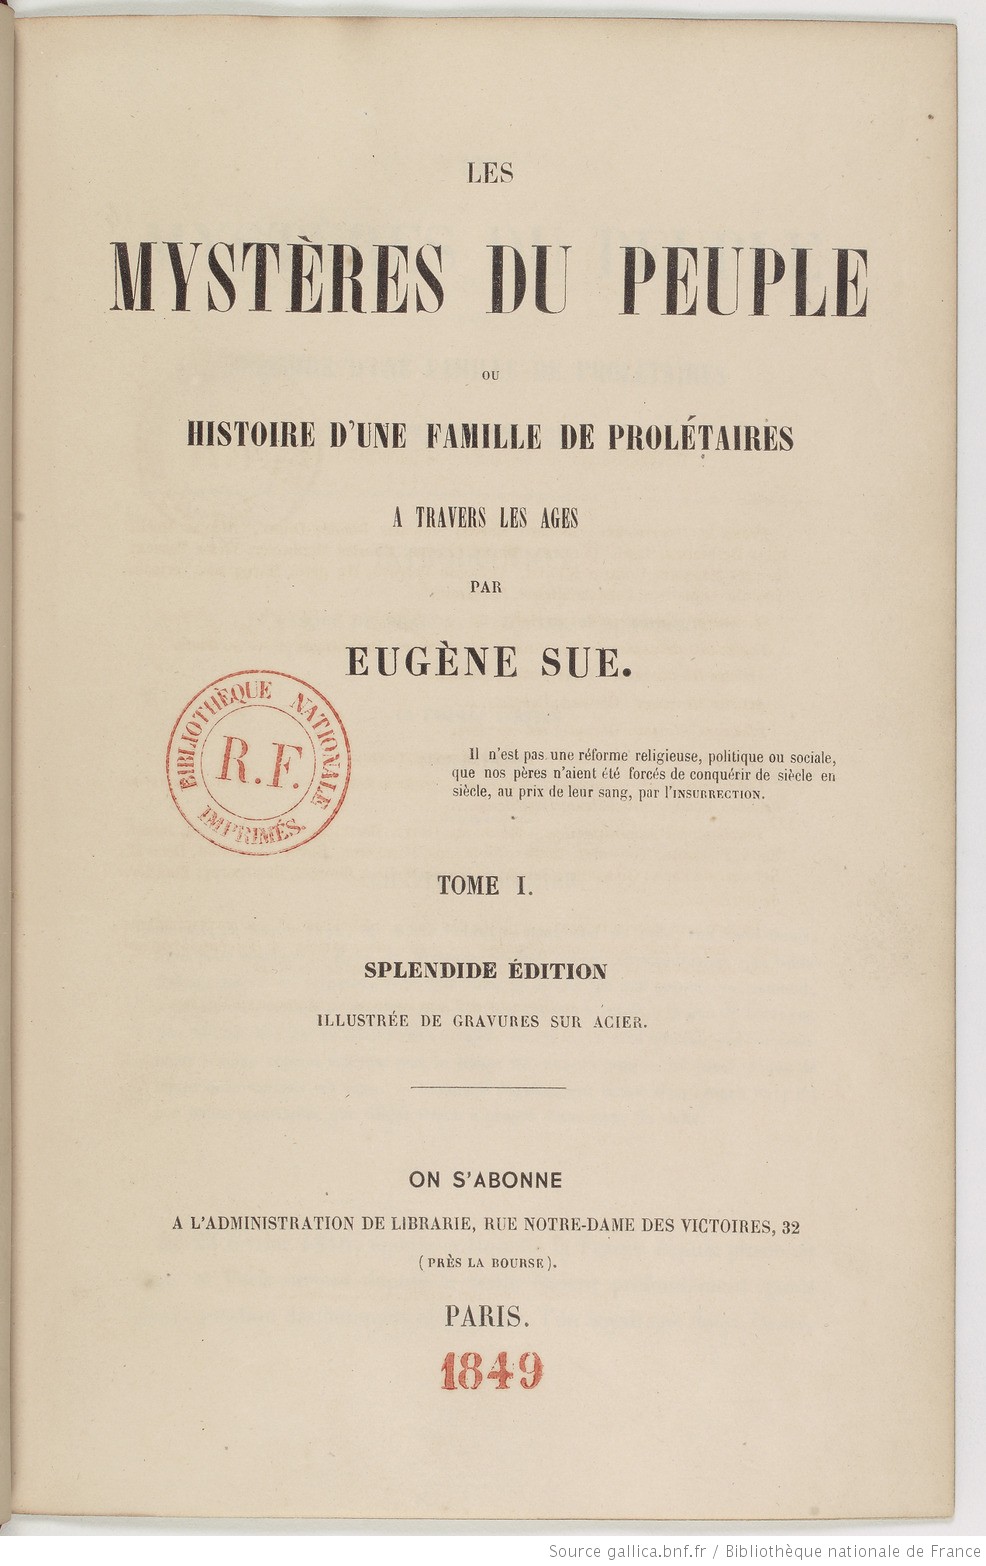 LES
MYSTÈRES DU PEUPLE
OU
HISTOIRE D'UNE FAMILLE DE PROLÉTAIRES
A TRAVERS LES AGES
PAR
EUGÈNE SUE.
BIBLIOTHÈQUE NATIONALE
R.F.
IMPRIMÉS.
Il n'est pas une réforme religieuse, politique ou sociale,
que nos pères n'aient été forcés de conquérir de siècle en
siècle, au prix de leur sang, par l'INSURRECTION.
TOME I.
SPLENDIDE ÉDITION
ILLUSTRÉE DE GRAVURES SUR ACIER.
ON S'ABONNE
A L'ADMINISTRATION DE LIBRARIE, RUE NOTRE-DAME DES VICTOIRES, 32
(PRÈS LA BOURSE).
PARIS.
1849
Source gallica.bnf.fr / Bibliothèque nationale de France